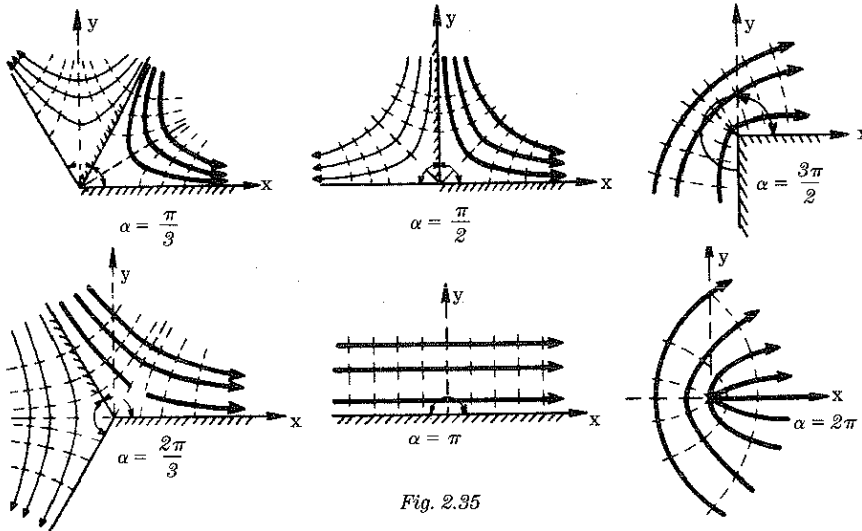 y
x
α = π/3
y
x
α = π/2
y
x
α = 3π/2
y
x
α = 2π/3
y
x
α = π
y
x
α = 2π
Fig. 2.35